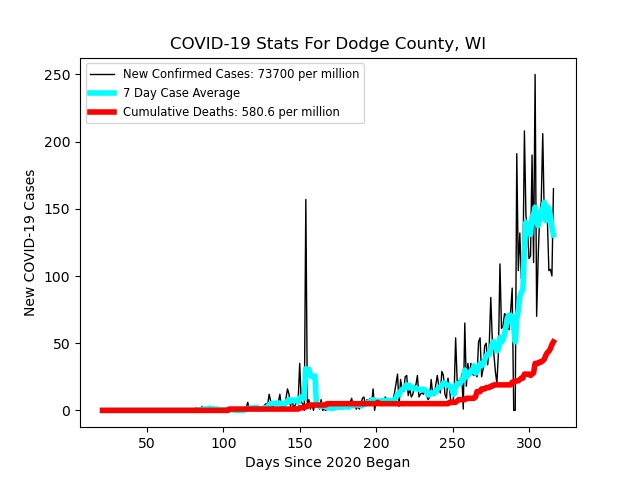 COVID-19 Stats For Dodge County, WI
New Confirmed Cases: 73700 per million
7 Day Case Average
Cumulative Deaths: 580.6 per million
New COVID-19 Cases
250
200
150
100
50
0
50
100
150
200
250
300
Days Since 2020 Began